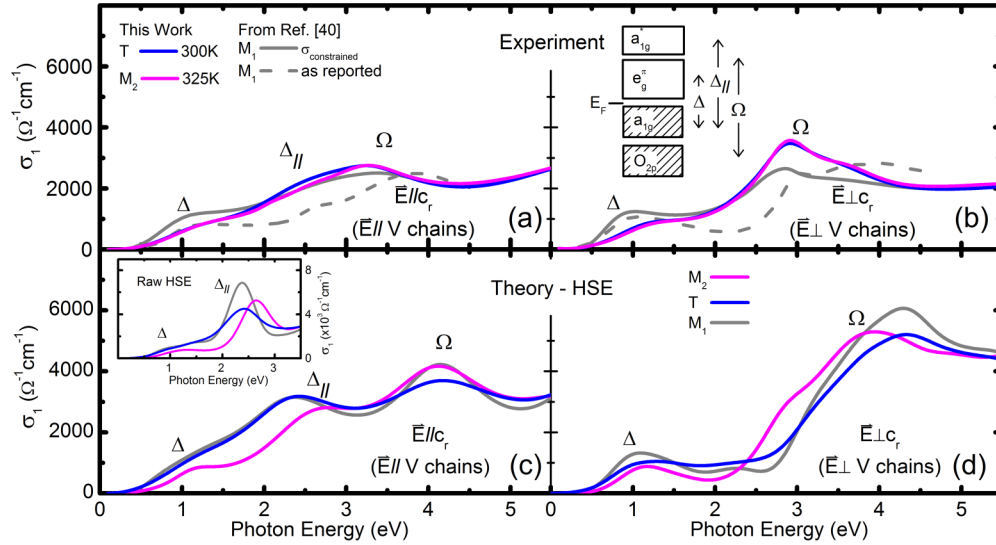 This Work
T 300K
M2 325K
From Ref. [40]
M1 σconstrained
M1 as reported
Experiment
a*1g
eπg
EF
a1g
O2p
Δ
Δ//
Ω
σ1 (Ω-1cm-1)
6000
4000
2000
0
Δ
Δ//
Ω
E//cr
(E// V chains)
(a)
Δ
Ω
E⊥cr
(E⊥ V chains)
(b)
Raw HSE
Δ
Δ//
8
4
0
σ1 (x10³ Ω-1cm-1)
0 1 2 3
Photon Energy (eV)
Theory - HSE
M2
T
M1
σ1 (Ω-1cm-1)
6000
4000
2000
0
Δ
Δ//
Ω
E//cr
(E// V chains)
(c)
Δ
Ω
E⊥cr
(E⊥ V chains)
(d)
0 1 2 3 4 5 0 1 2 3 4 5
Photon Energy (eV)
Photon Energy (eV)